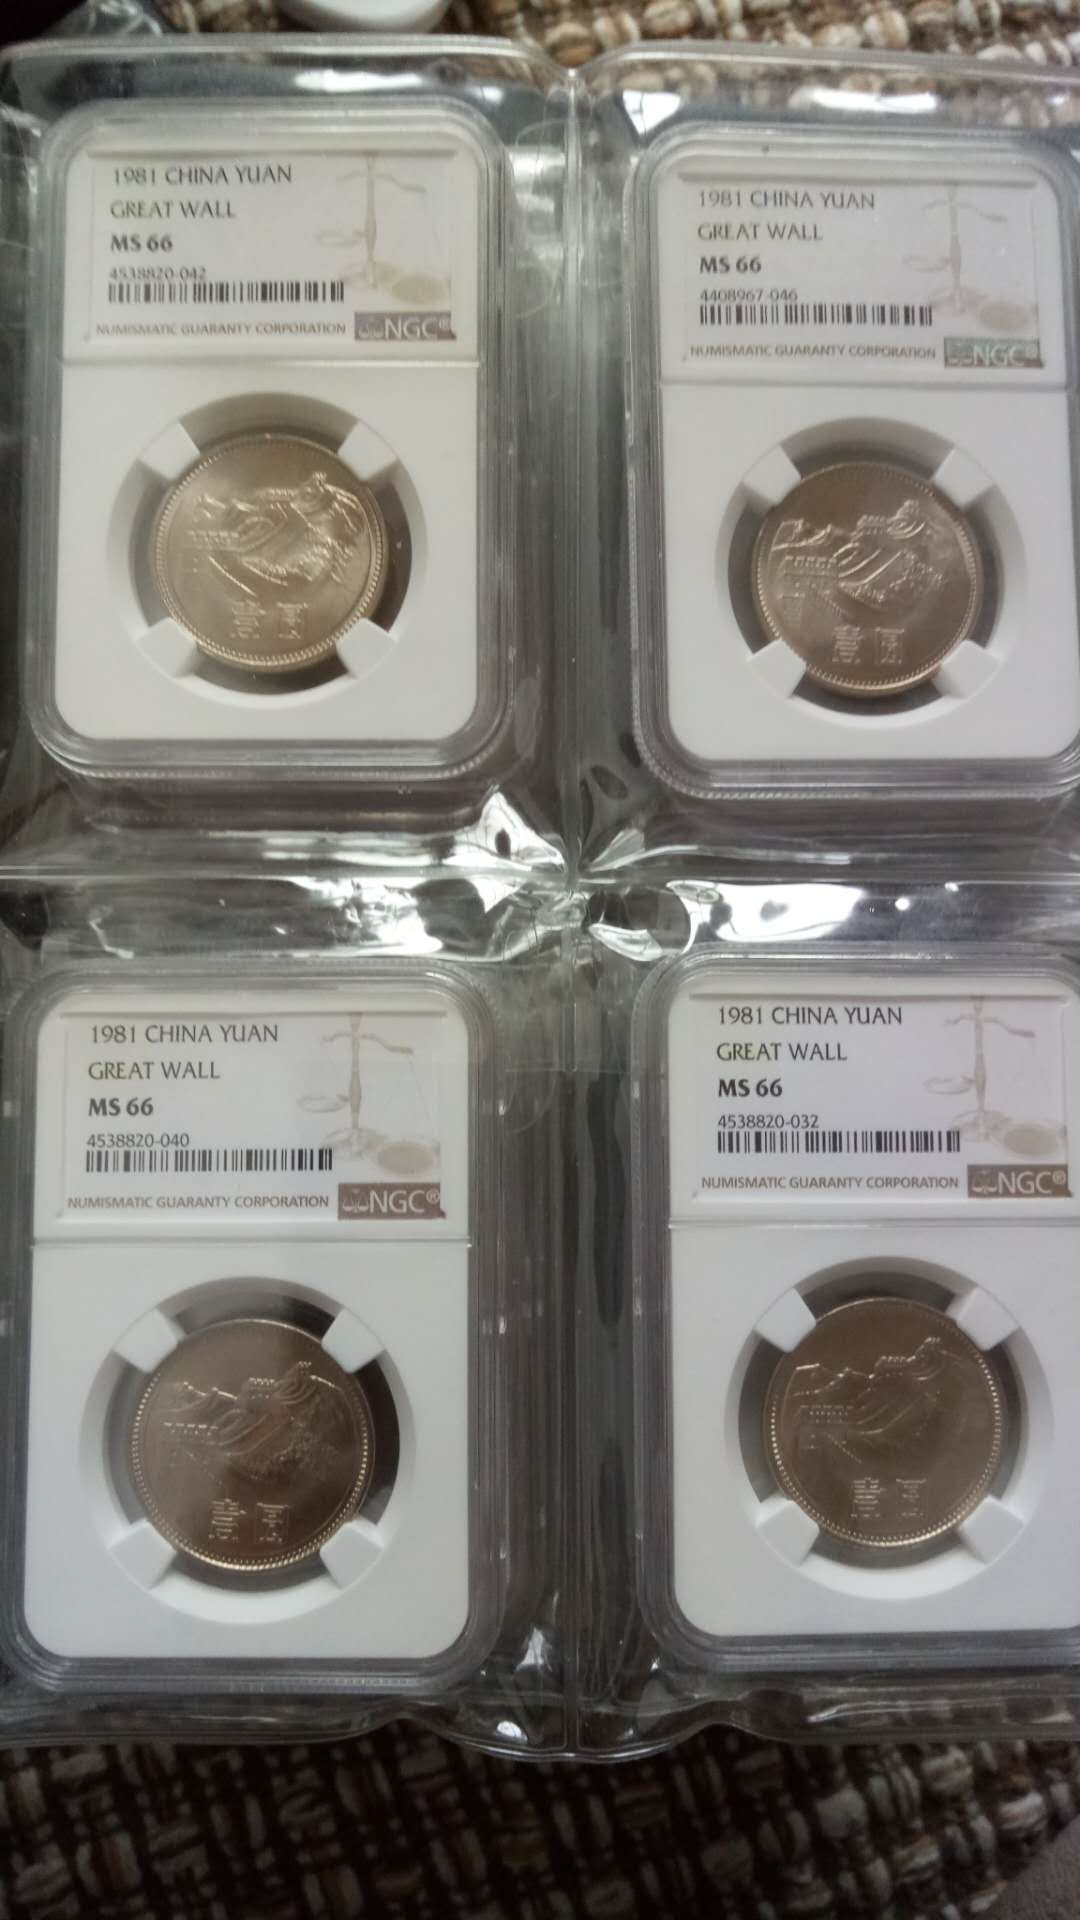 1981 CHINA YUAN
GREAT WALL
MS 66
4538820-042
NUMISMATIC GUARANTY CORPORATION NGC®
壹圆
1981 CHINA YUAN
GREAT WALL
MS 66
4408967-046
NUMISMATIC GUARANTY CORPORATION NGC®
壹圆
1981 CHINA YUAN
GREAT WALL
MS 66
4538820-040
NUMISMATIC GUARANTY CORPORATION NGC®
壹圆
1981 CHINA YUAN
GREAT WALL
MS 66
4538820-032
NUMISMATIC GUARANTY CORPORATION NGC®
壹圆